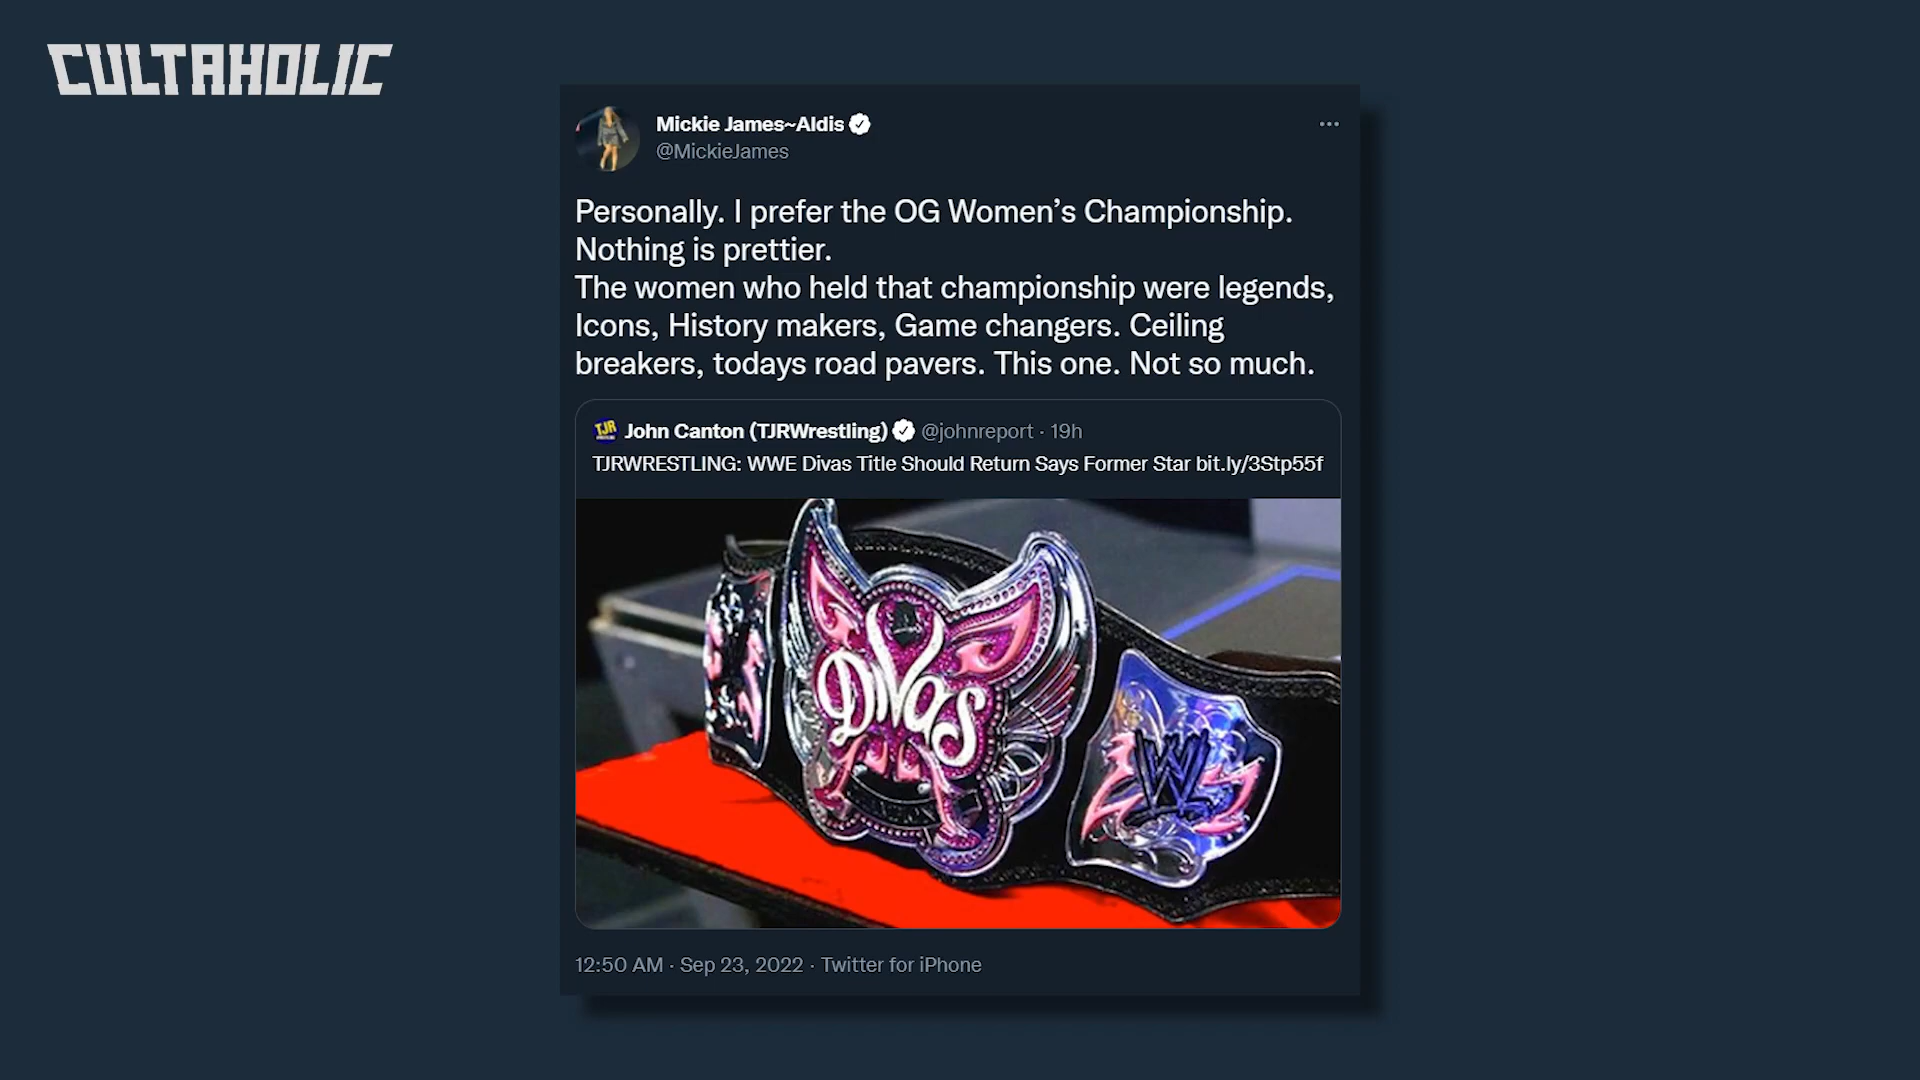 CULTAHOLIC
Mickie James~Aldis
@MickieJames
Personally. I prefer the OG Women’s Championship.
Nothing is prettier.
The women who held that championship were legends,
Icons, History makers, Game changers. Ceiling
breakers, todays road pavers. This one. Not so much.
TJR
John Canton (TJRWrestling) @johnreport · 19h
TJRWRESTLING: WWE Divas Title Should Return Says Former Star bit.ly/3Stp55f
Divas
W
12:50 AM · Sep 23, 2022 · Twitter for iPhone